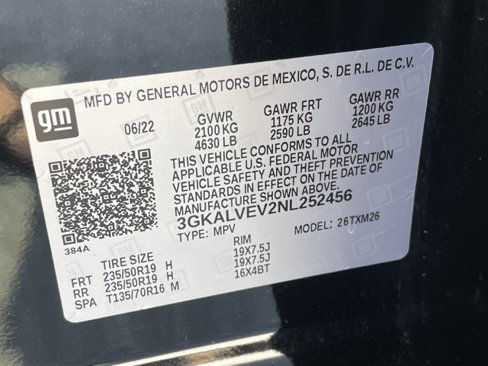 gm
MFD BY GENERAL MOTORS DE MEXICO, S. DE R.L. DE C.V.
06/22 GVWR GAWR FRT GAWR RR
2100 KG 1175 KG 1200 KG
4630 LB 2590 LB 2645 LB
THIS VEHICLE CONFORMS TO ALL
APPLICABLE U.S. FEDERAL MOTOR
VEHICLE SAFETY AND THEFT PREVENTION
STANDARDS IN EFFECT ON THE DATE OF
MANUFACTURE SHOWN ABOVE.
3GKALVEV2NL252456
384A TYPE: MPV MODEL: 26TXM26
TIRE SIZE RIM
FRT 235/50R19 H 19X7.5J
RR 235/50R19 H 19X7.5J
SPA T135/70R16 M 16X4BT